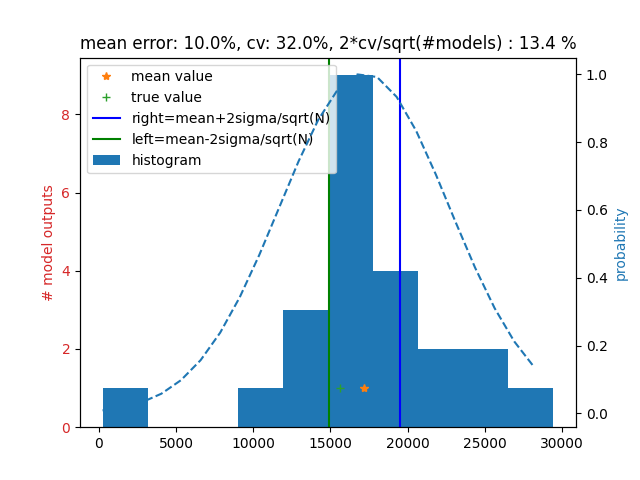 mean error: 10.0%, cv: 32.0%, 2*cv/sqrt(#models) : 13.4 %
mean value
true value
right=mean+2sigma/sqrt(N)
left=mean-2sigma/sqrt(N)
histogram
# model outputs
0
2
4
6
8
0.0
0.2
0.4
0.6
0.8
1.0
probability
0
5000
10000
15000
20000
25000
30000